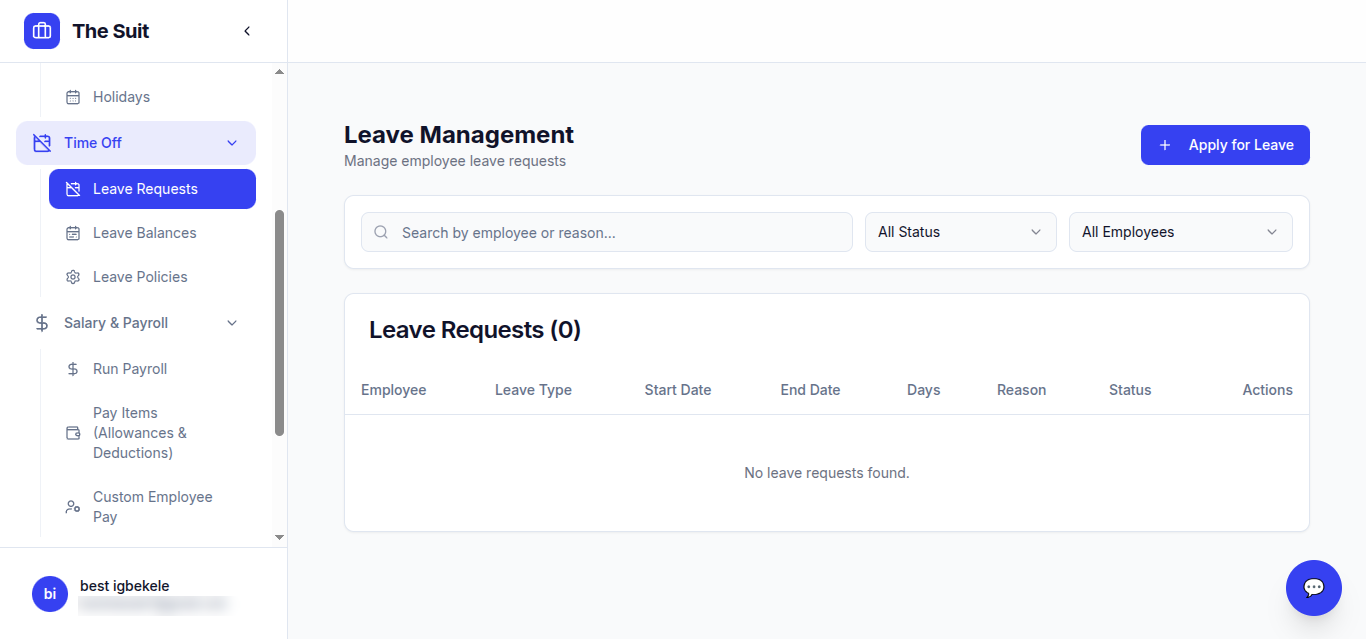 The Suit
Holidays
Time Off
Leave Requests
Leave Balances
Leave Policies
Salary & Payroll
Run Payroll
Pay Items
(Allowances &
Deductions)
Custom Employee
Pay
bi
best igbekele
Leave Management
Manage employee leave requests
Apply for Leave
Search by employee or reason...
All Status
All Employees
Leave Requests (0)
Employee Leave Type Start Date End Date Days Reason Status Actions
No leave requests found.